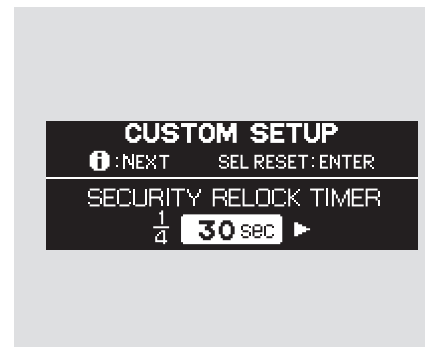 CUSTOM SETUP
i :NEXT SEL RESET:ENTER
SECURITY RELOCK TIMER
1/4 30 sec ►